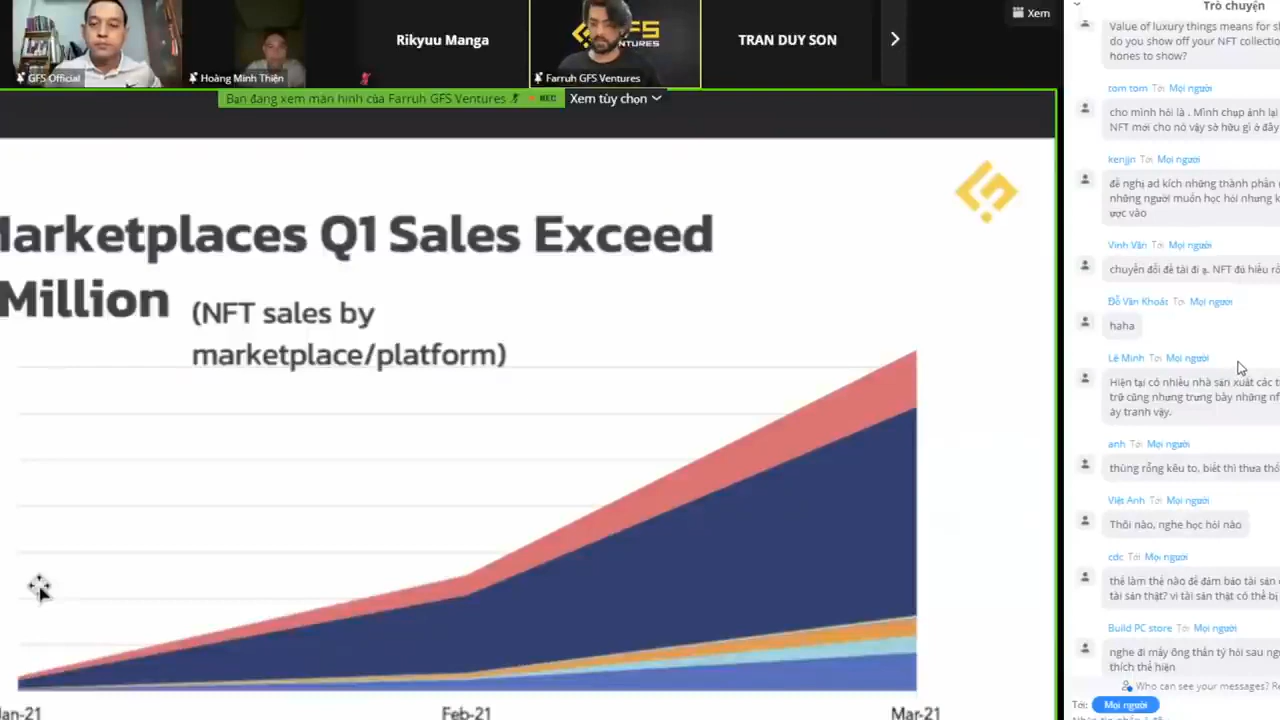 GFS Official
Hoàng Minh Thiện
Rikyuu Manga
Farruh GFS Ventures
TRAN DUY SON
Xem
Bạn đang xem màn hình của Farruh GFS Ventures
REC
Xem tùy chọn
Marketplaces Q1 Sales Exceed
Million
(NFT sales by
marketplace/platform)
Jan-21
Feb-21
Mar-21
Trò chuyện
Value of luxury things means for sh
do you show off your NFT collectio
hones to show?
tom tom Tới Mọi người
cho mình hỏi là . Mình chụp ảnh lại
NFT mới cho nó vậy sở hữu gì ở đây
kenjjn Tới Mọi người
đề nghị ad kích những thành phần
những người muốn học hỏi nhưng k
ược vào
Vinh Văn Tới Mọi người
chuyển đổi đề tài đi ạ. NFT đủ hiểu rồ
Đỗ Văn Khoát Tới Mọi người
haha
Lê Minh Tới Mọi người
Hiện tại có nhiều nhà sản xuất các t
trữ cũng nhưng trưng bày những nf
ày tranh vậy.
anh Tới Mọi người
thùng rỗng kêu to, biết thì thưa thố
Việt Anh Tới Mọi người
Thôi nào, nghe học hỏi nào
cdc Tới Mọi người
thế làm thế nào để đảm bảo tài sản
tài sản thật? vì tài sản thật có thể bị
Build PC store Tới Mọi người
nghe đi mấy ông thần tý hỏi sau ng
thích thể hiện
Who can see your messages? Re
Tới: Mọi người